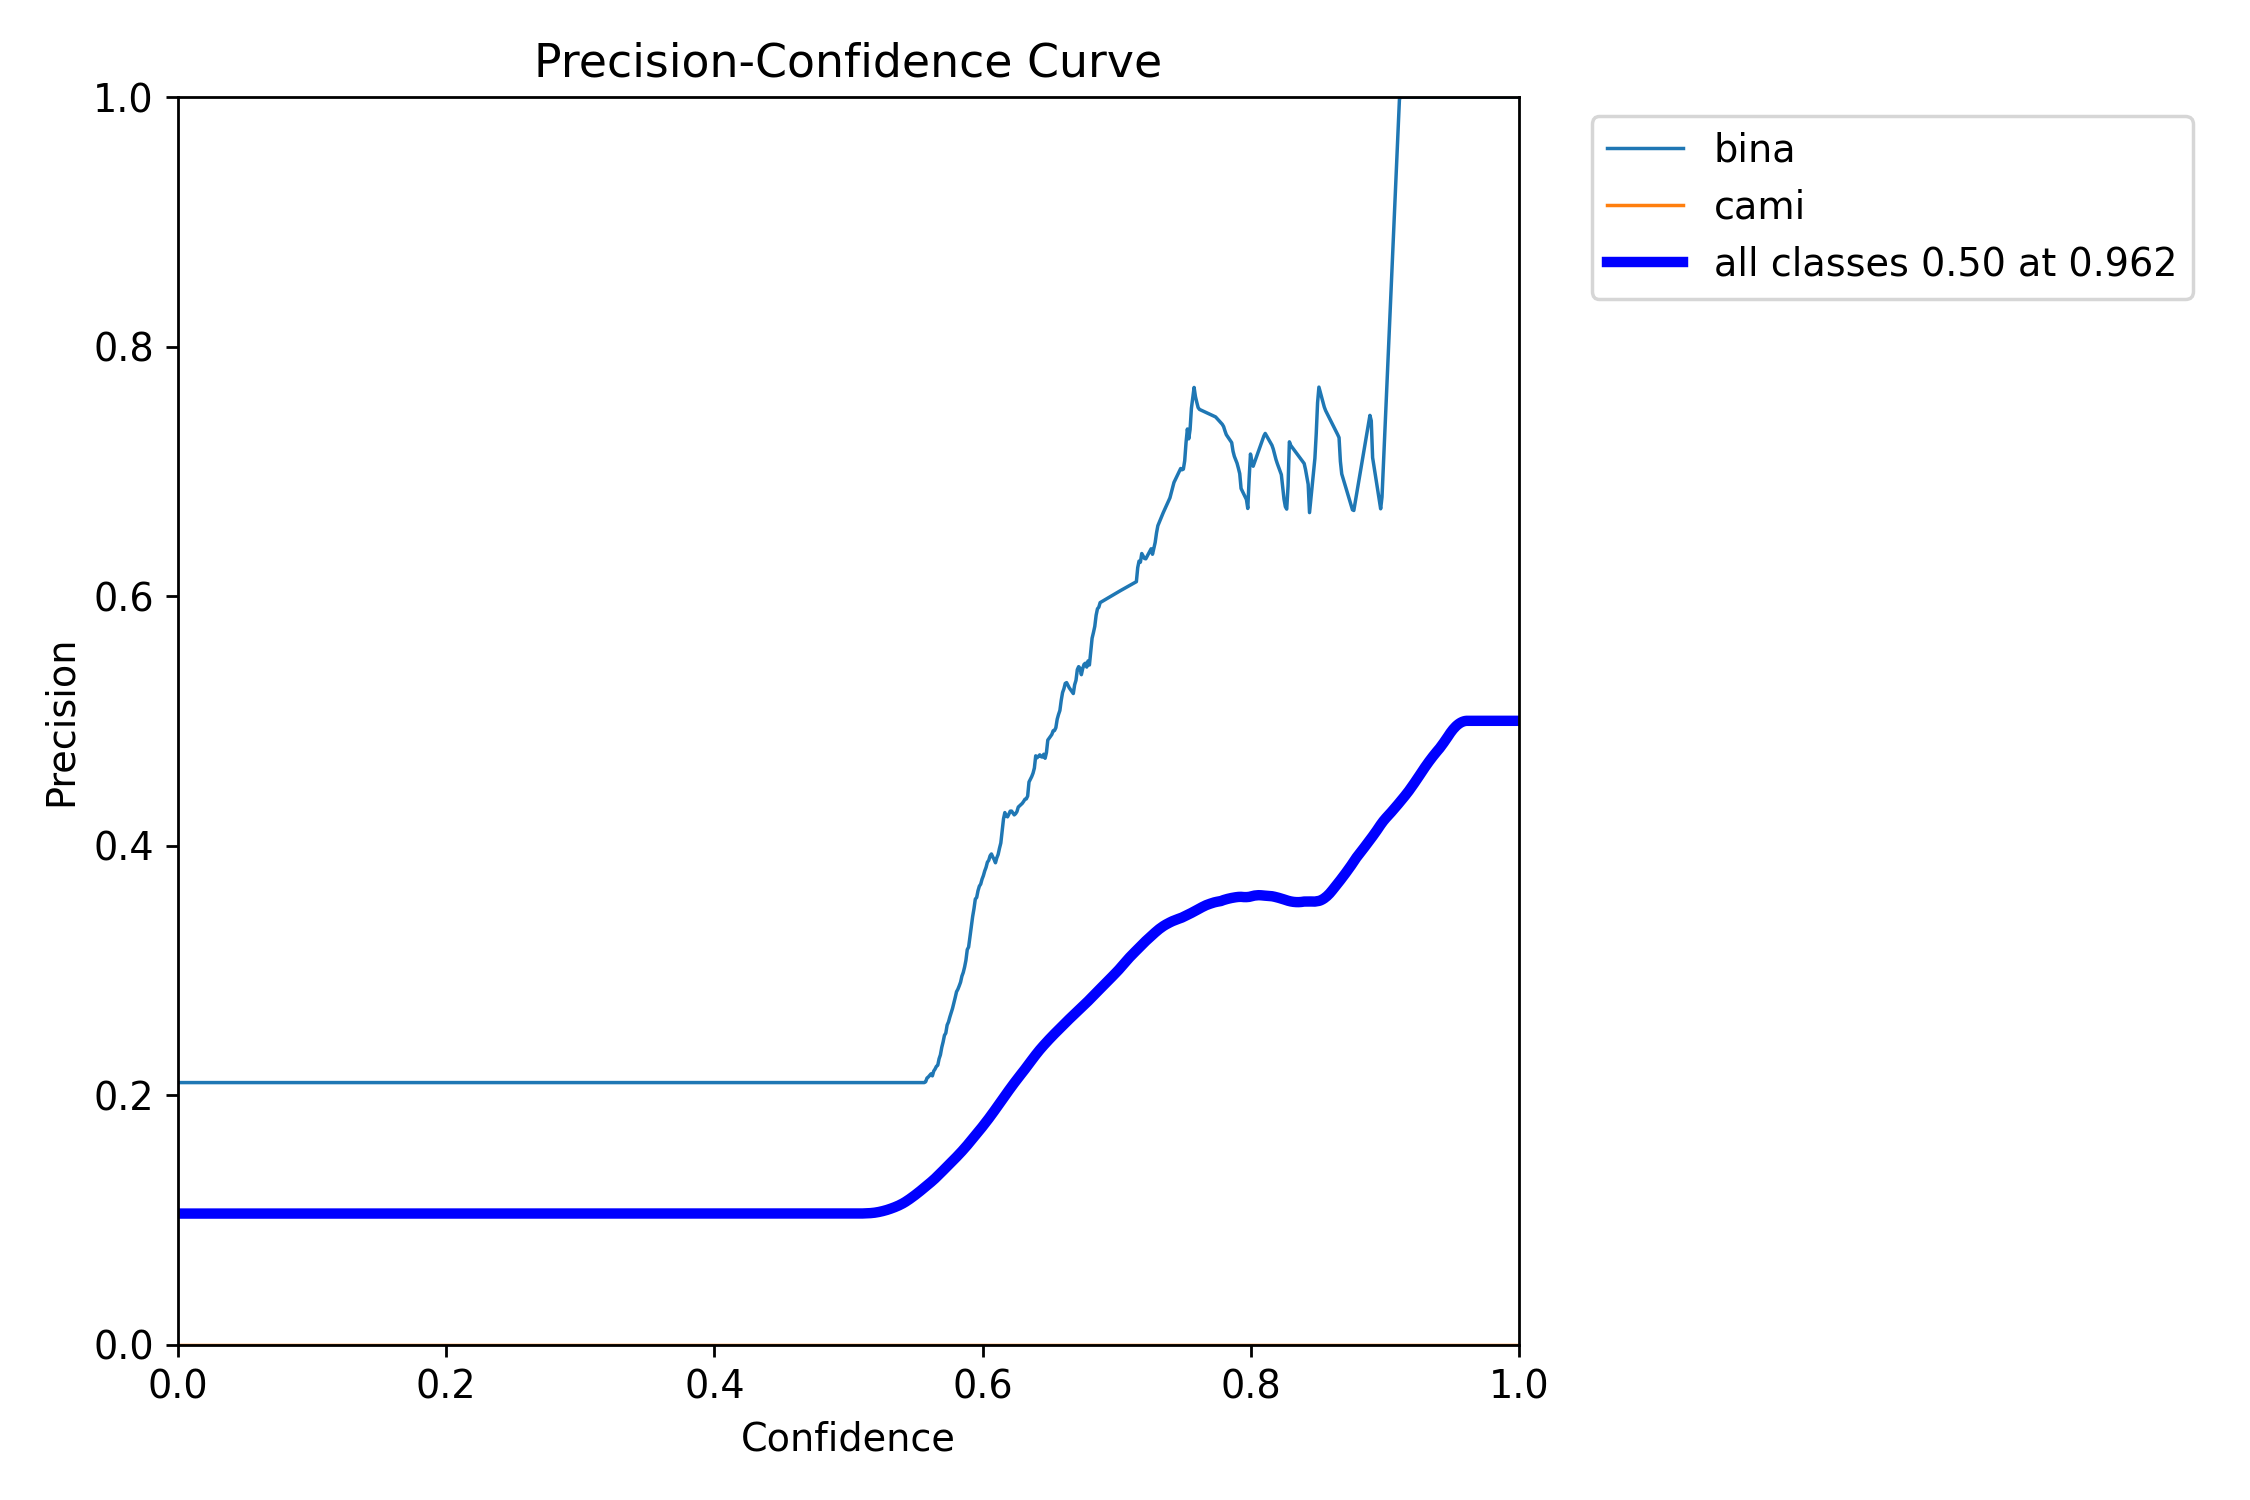 Precision-Confidence Curve
1.0
0.8
0.6
0.4
0.2
0.0
Precision
0.0 0.2 0.4 0.6 0.8 1.0
Confidence
bina
cami
all classes 0.50 at 0.962